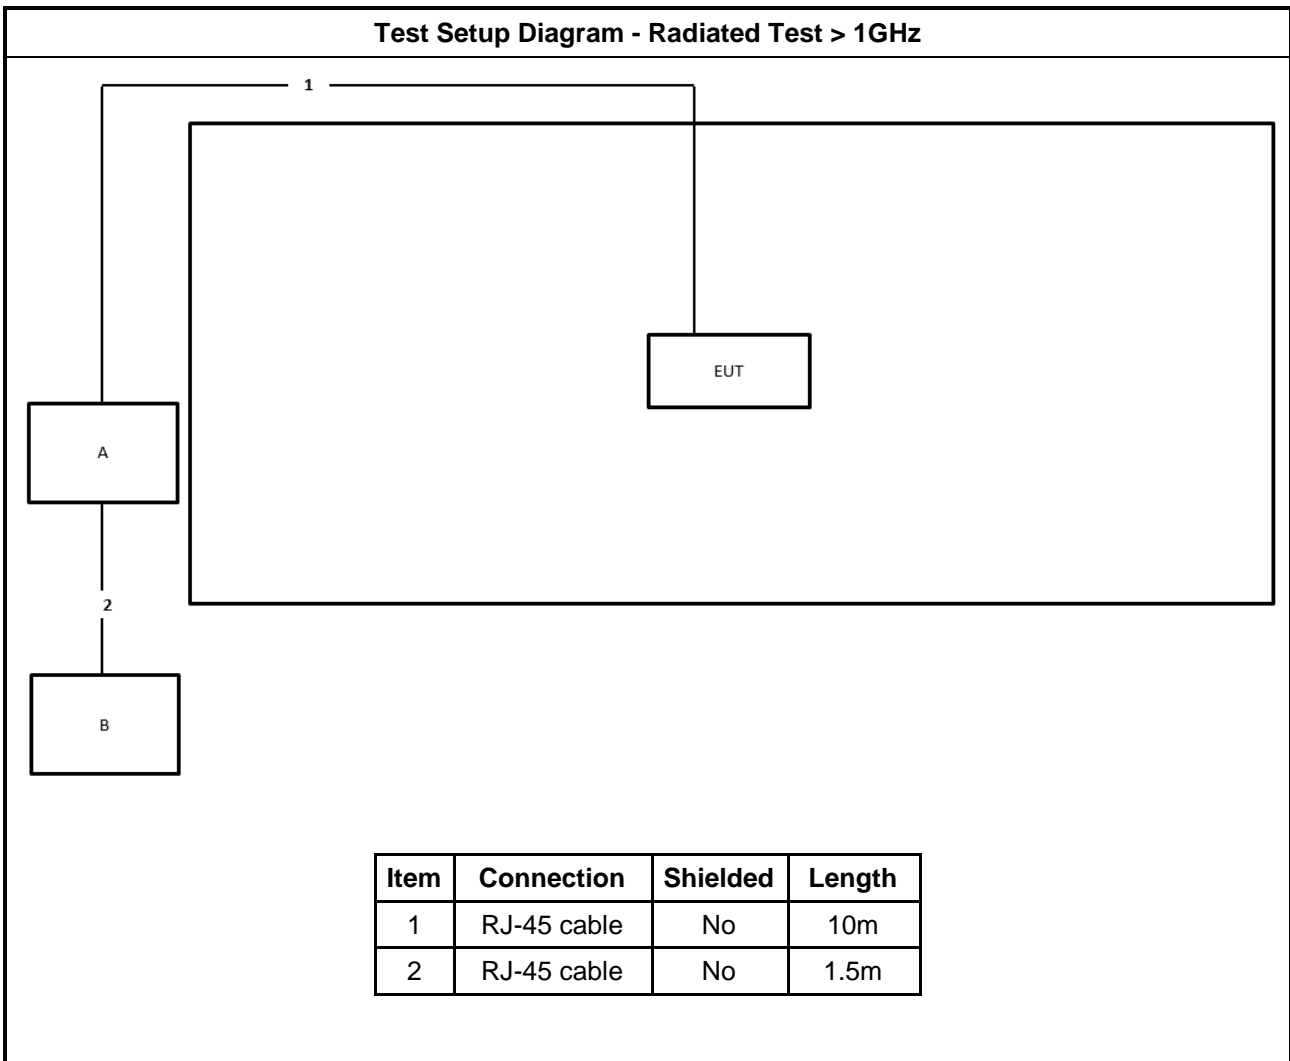 Test Setup Diagram - Radiated Test > 1GHz
1
EUT
A
2
B
Item Connection Shielded Length
1 RJ-45 cable No 10m
2 RJ-45 cable No 1.5m